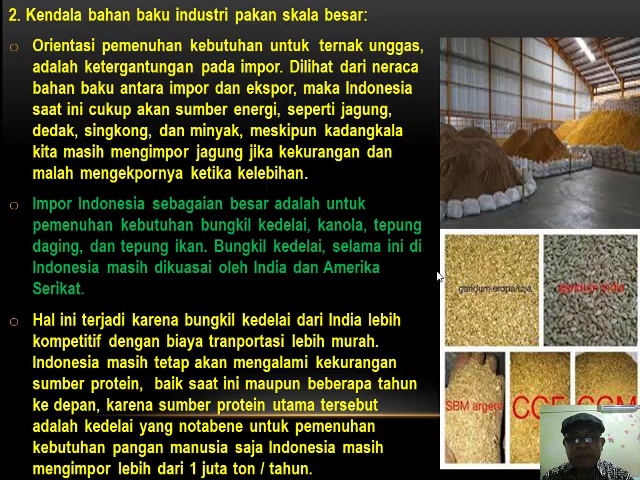 2. Kendala bahan baku industri pakan skala besar:
Orientasi pemenuhan kebutuhan untuk ternak unggas,
adalah ketergantungan pada impor. Dilihat dari neraca
bahan baku antara impor dan ekspor, maka Indonesia
saat ini cukup akan sumber energi, seperti jagung,
dedak, singkong, dan minyak, meskipun kadangkala
kita masih mengimpor jagung jika kekurangan dan
malah mengekpornya ketika kelebihan.
Impor Indonesia sebagaian besar adalah untuk
pemenuhan kebutuhan bungkil kedelai, kanola, tepung
daging, dan tepung ikan. Bungkil kedelai, selama ini di
Indonesia masih dikuasai oleh India dan Amerika
Serikat.
Hal ini terjadi karena bungkil kedelai dari India lebih
kompetitif dengan biaya tranportasi lebih murah.
Indonesia masih tetap akan mengalami kekurangan
sumber protein, baik saat ini maupun beberapa tahun
ke depan, karena sumber protein utama tersebut
adalah kedelai yang notabene untuk pemenuhan
kebutuhan pangan manusia saja Indonesia masih
mengimpor lebih dari 1 juta ton / tahun.
SBM argent